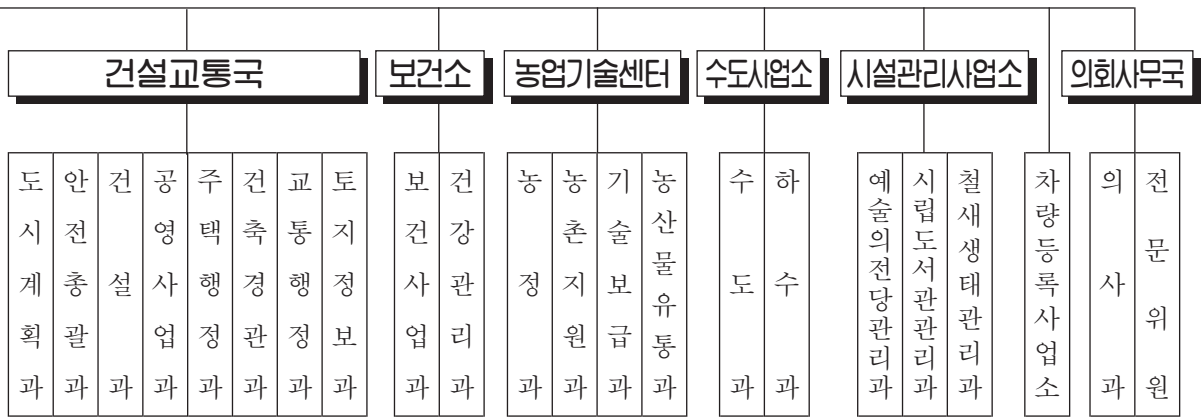 건설교통국
보건소
농업기술센터
수도사업소
시설관리사업소
의회사무국
도시계획과
안전총괄과
건설과
공영사업과
주택행정과
건축경관과
교통행정과
토지정보과
보건사업과
건강관리과
농정과
농촌지원과
기술보급과
농산물유통과
수도과
하수과
예술의전당관리과
시립도서관관리과
철새생태관리과
차량등록사업소
의사과
전문위원